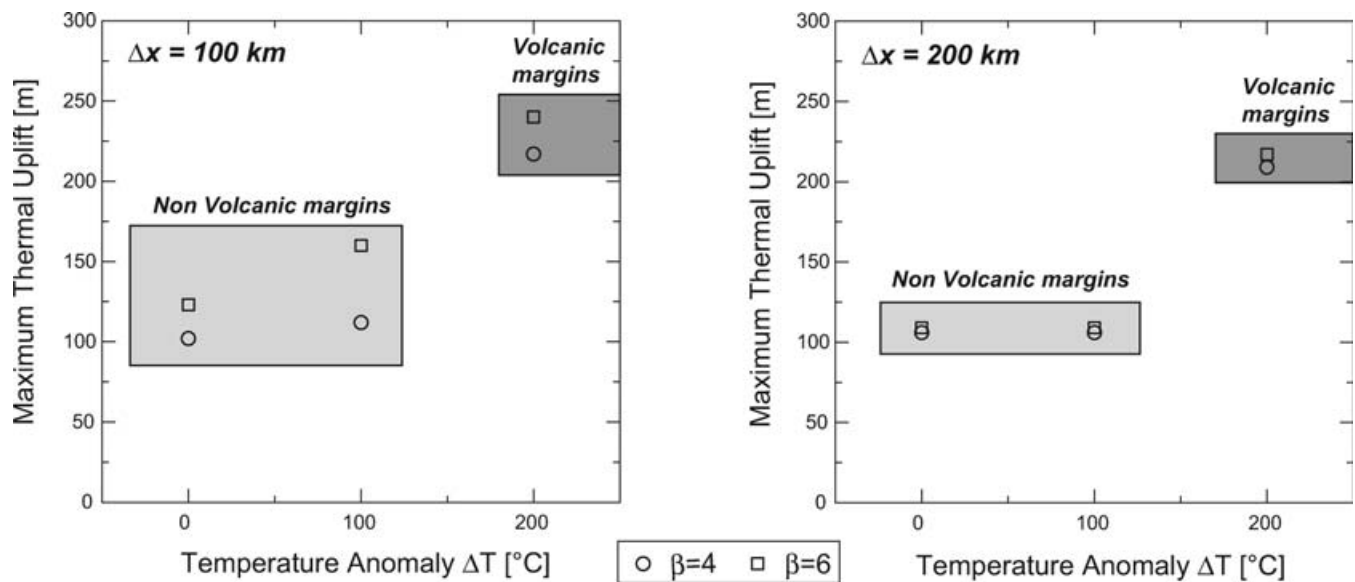 Δx = 100 km
Volcanic
margins
Non Volcanic margins
Maximum Thermal Uplift [m]
300
250
200
150
100
50
0
0
100
200
Temperature Anomaly ΔT [°C]
Δx = 200 km
Volcanic
margins
Non Volcanic margins
Maximum Thermal Uplift [m]
300
250
200
150
100
50
0
0
100
200
Temperature Anomaly ΔT [°C]
β=4 β=6